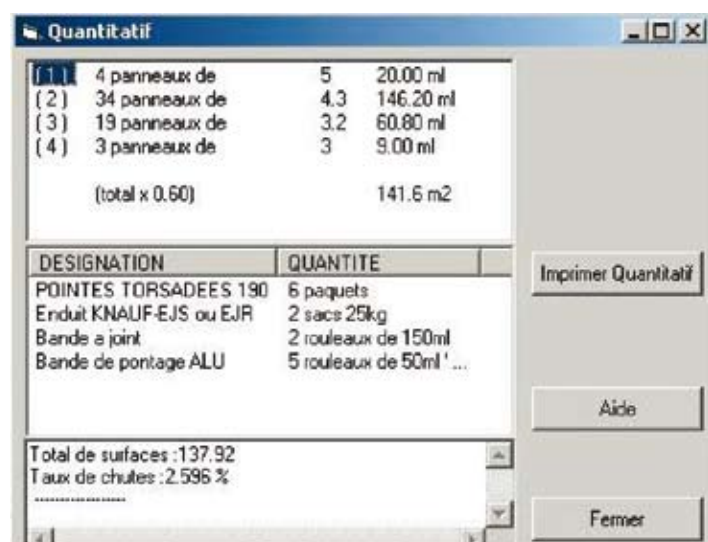 Quantitatif
(1) 4 panneaux de 5 20.00 ml
(2) 34 panneaux de 4.3 146.20 ml
(3) 19 panneaux de 3.2 60.80 ml
(4) 3 panneaux de 3 9.00 ml
(total x 0.60) 141.6 m2
DESIGNATION QUANTITE
POINTES TORSADEES 190 6 paquets
Enduit KNAUF-EJS ou EJR 2 sacs 25kg
Bande a joint 2 rouleaux de 150ml
Bande de pontage ALU 5 rouleaux de 50ml ' ...
Imprimer Quantitatif
Aide
Total de surfaces :137.92
Taux de chutes :2.596 %
--------------------
Fermer